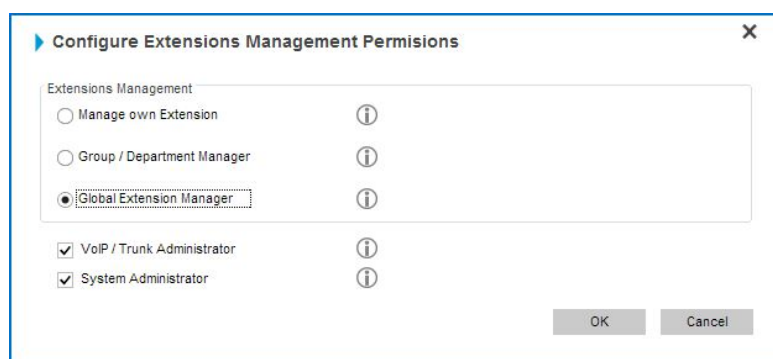 Configure Extensions Management Permisions
Extensions Management
Manage own Extension
Group / Department Manager
Global Extension Manager
VoIP / Trunk Administrator
System Administrator
OK Cancel